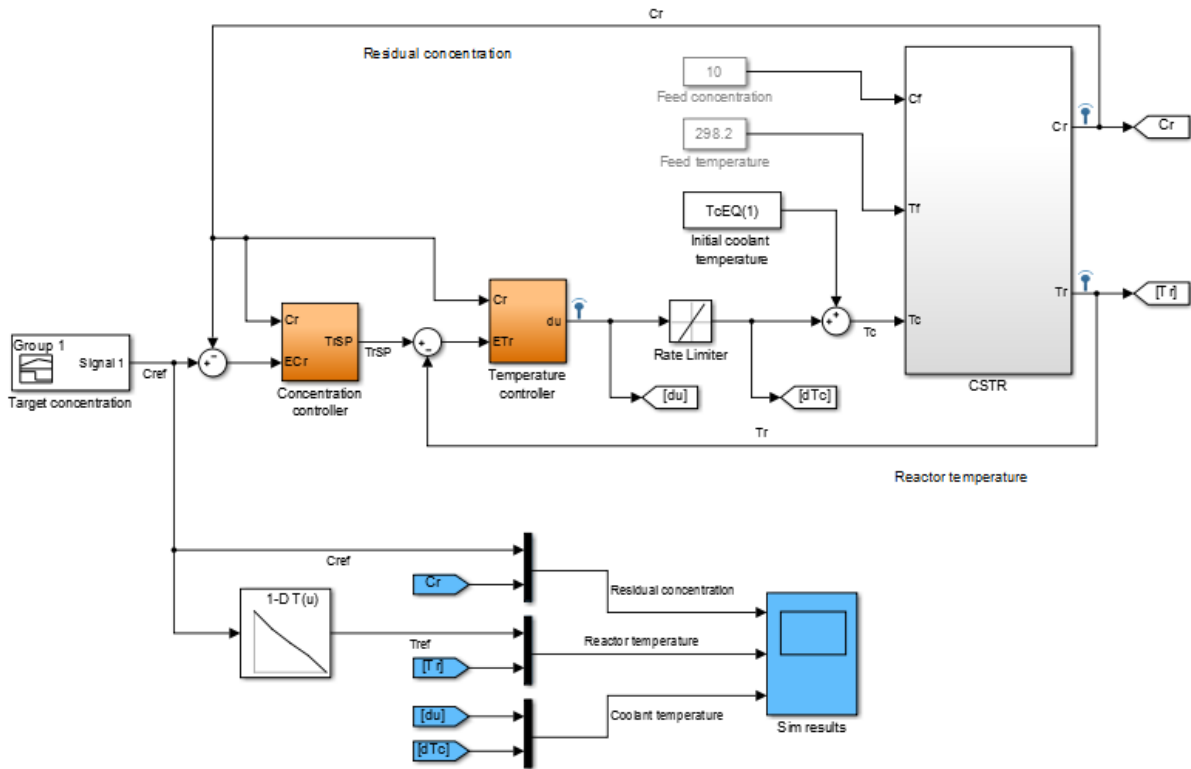 Cr
Residual concentration
10
Feed concentration
298.2
Feed temperature
TcEQ(1)
Initial coolant
temperature
Cf
Tf
Tc
Cr
Tr
CSTR
Cr
[Tr]
Group 1
Signal 1
Target concentration
Cref
Cr
ECr
TrSP
Concentration
controller
TrSP
Cr
ETr
du
Temperature
controller
Rate Limiter
Tc
[du]
[dTc]
Tr
Reactor temperature
Cref
Cr
Residual concentration
1-D T(u)
Tref
[Tr]
Reactor temperature
[du]
[dTc]
Coolant temperature
Sim results